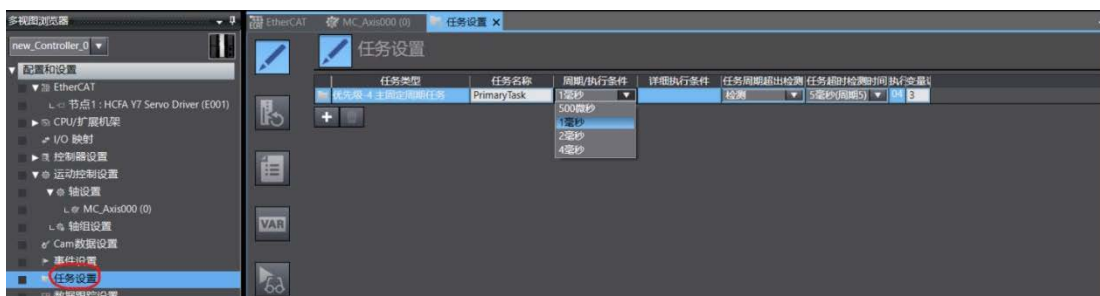 多视图浏览器
EtherCAT
MC_Axis000 (0)
任务设置
new_Controller_0
任务设置
配置和设置
EtherCAT
节点1 : HCFA Y7 Servo Driver (E001)
CPU/扩展机架
I/O 映射
控制器设置
运动控制设置
轴设置
MC_Axis000 (0)
轴组设置
Cam数据设置
事件设置
任务设置
数据跟踪设置
任务类型 任务名称 周期/执行条件 详细执行条件 任务周期超出检测 任务超时检测时间 执行变量访
优先级-4 主固定周期任务 PrimaryTask 1毫秒 检测 5毫秒(周期5) 04 3
500微秒
1毫秒
2毫秒
4毫秒
VAR